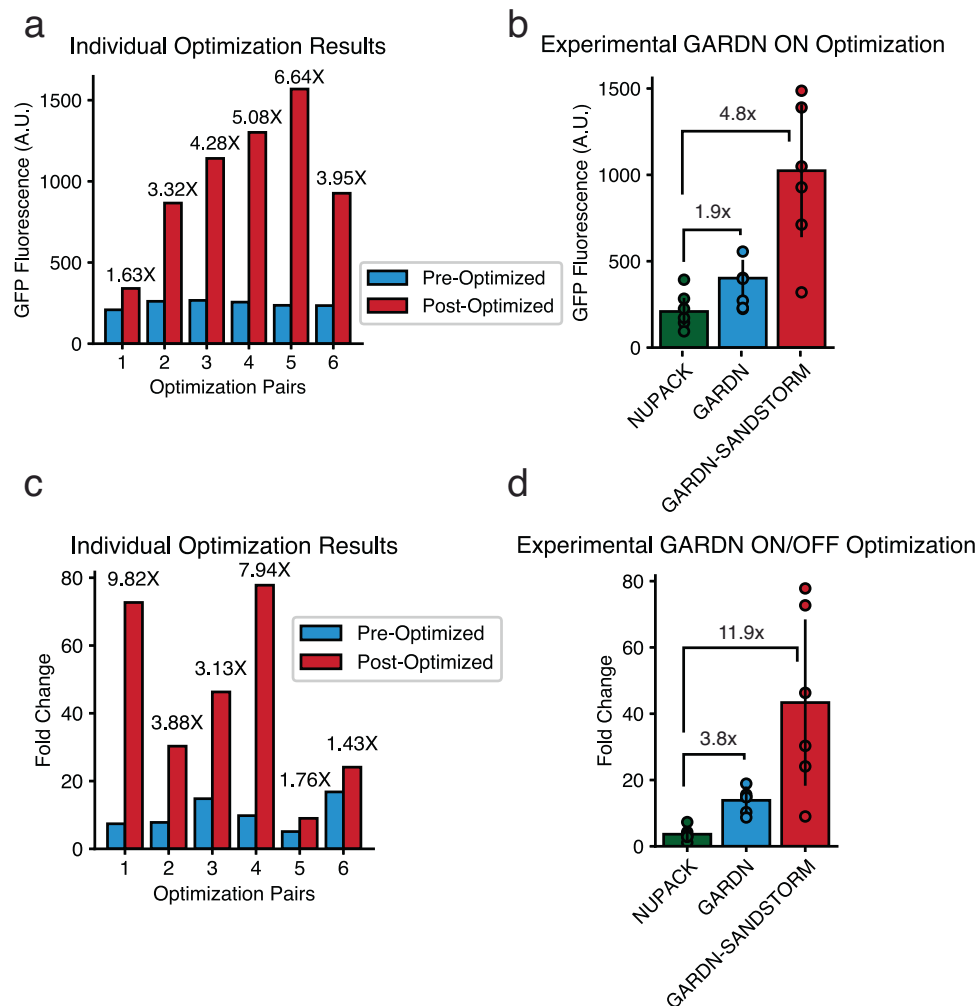 a
Individual Optimization Results
GFP Fluorescence (A.U.)
1500
1000
500
0
1.63X
3.32X
4.28X
5.08X
6.64X
3.95X
Pre-Optimized
Post-Optimized
1 2 3 4 5 6
Optimization Pairs
b
Experimental GARDN ON Optimization
GFP Fluorescence (A.U.)
1500
1000
500
0
4.8x
1.9x
NUPACK
GARDN
GARDN-SANDSTORM
c
Individual Optimization Results
Fold Change
80
60
40
20
0
9.82X
3.88X
3.13X
7.94X
1.76X
1.43X
Pre-Optimized
Post-Optimized
1 2 3 4 5 6
Optimization Pairs
d
Experimental GARDN ON/OFF Optimization
Fold Change
80
60
40
20
0
11.9x
3.8x
NUPACK
GARDN
GARDN-SANDSTORM